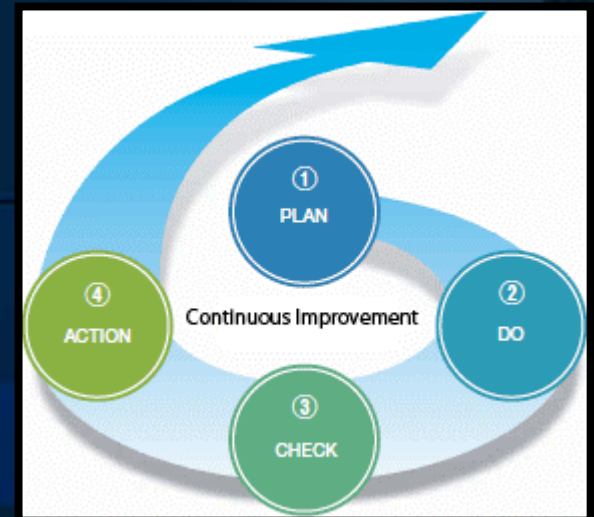 ①
PLAN
②
DO
③
CHECK
④
ACTION
Continuous Improvement